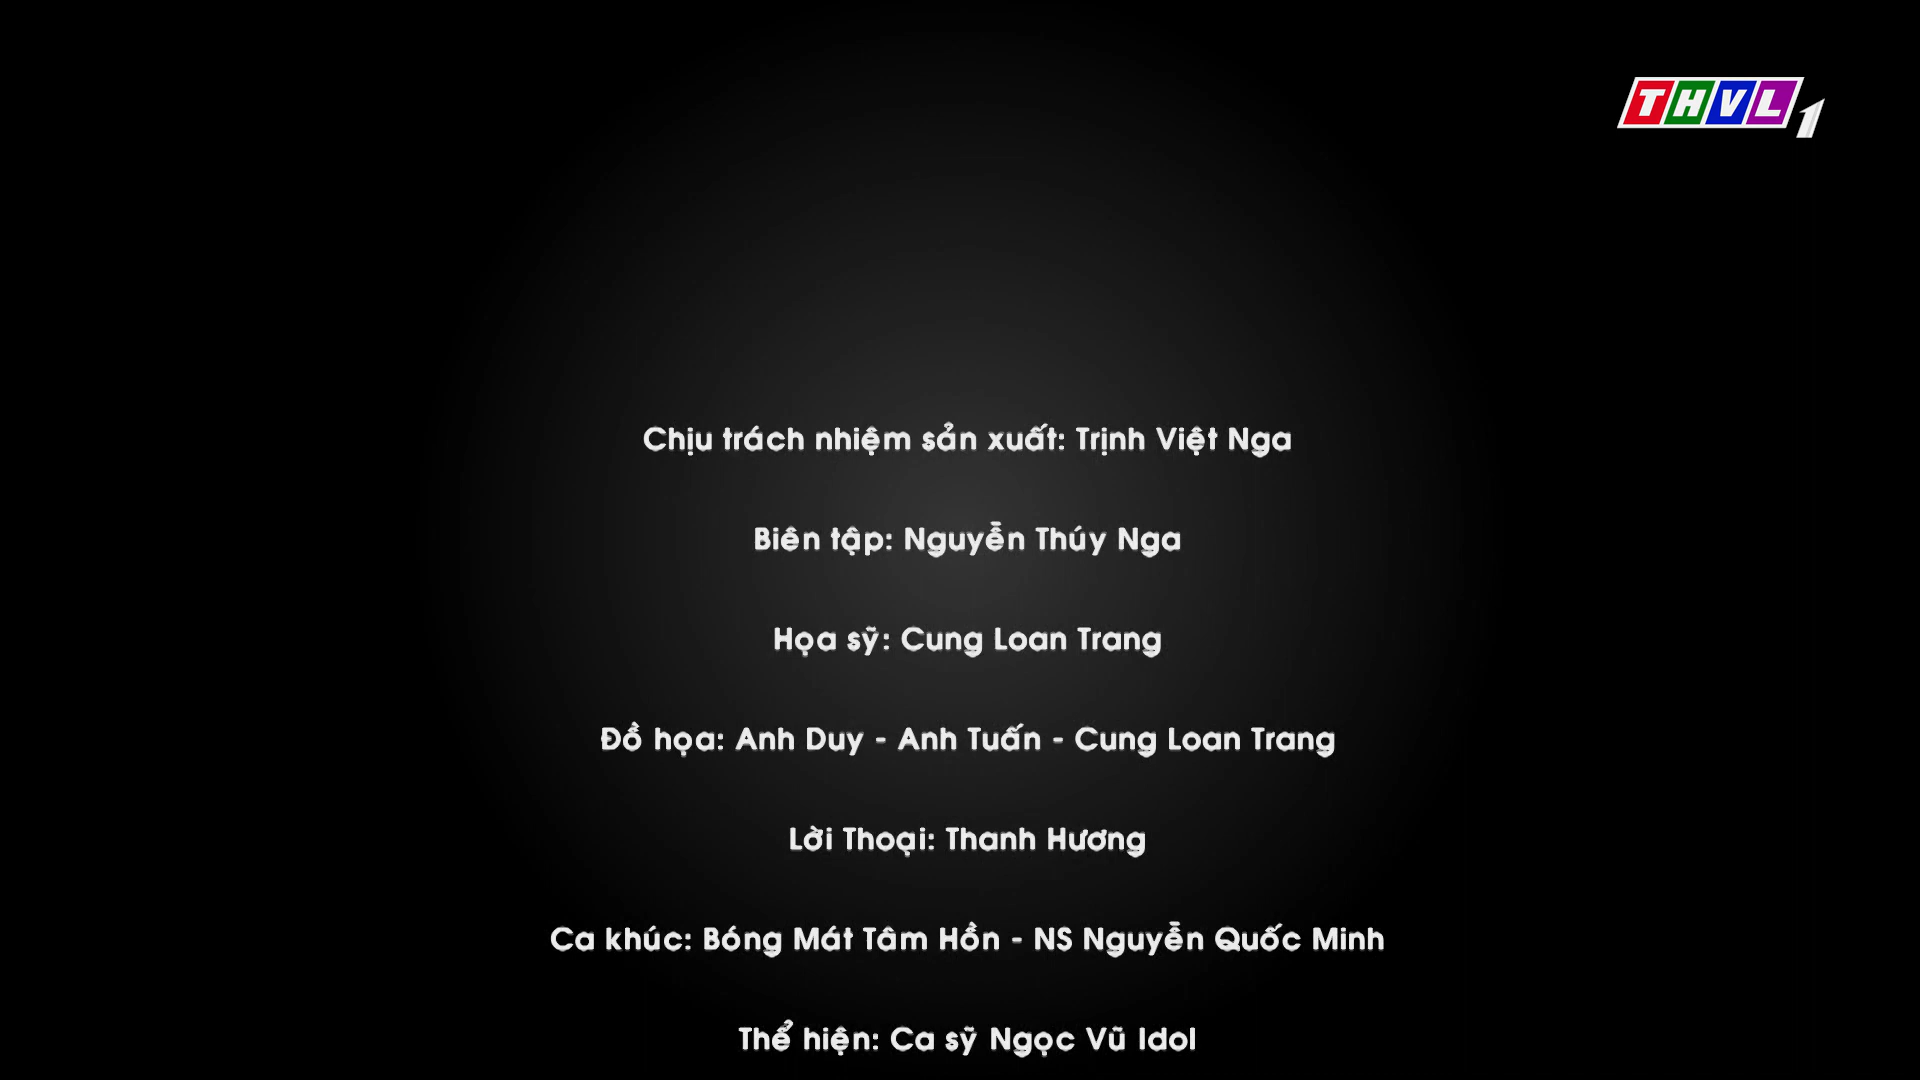 THVL1
Chịu trách nhiệm sản xuất: Trịnh Việt Nga
Biên tập: Nguyễn Thúy Nga
Họa sỹ: Cung Loan Trang
Đồ họa: Anh Duy - Anh Tuấn - Cung Loan Trang
Lời Thoại: Thanh Hương
Ca khúc: Bóng Mát Tâm Hồn - NS Nguyễn Quốc Minh
Thể hiện: Ca sỹ Ngọc Vũ Idol